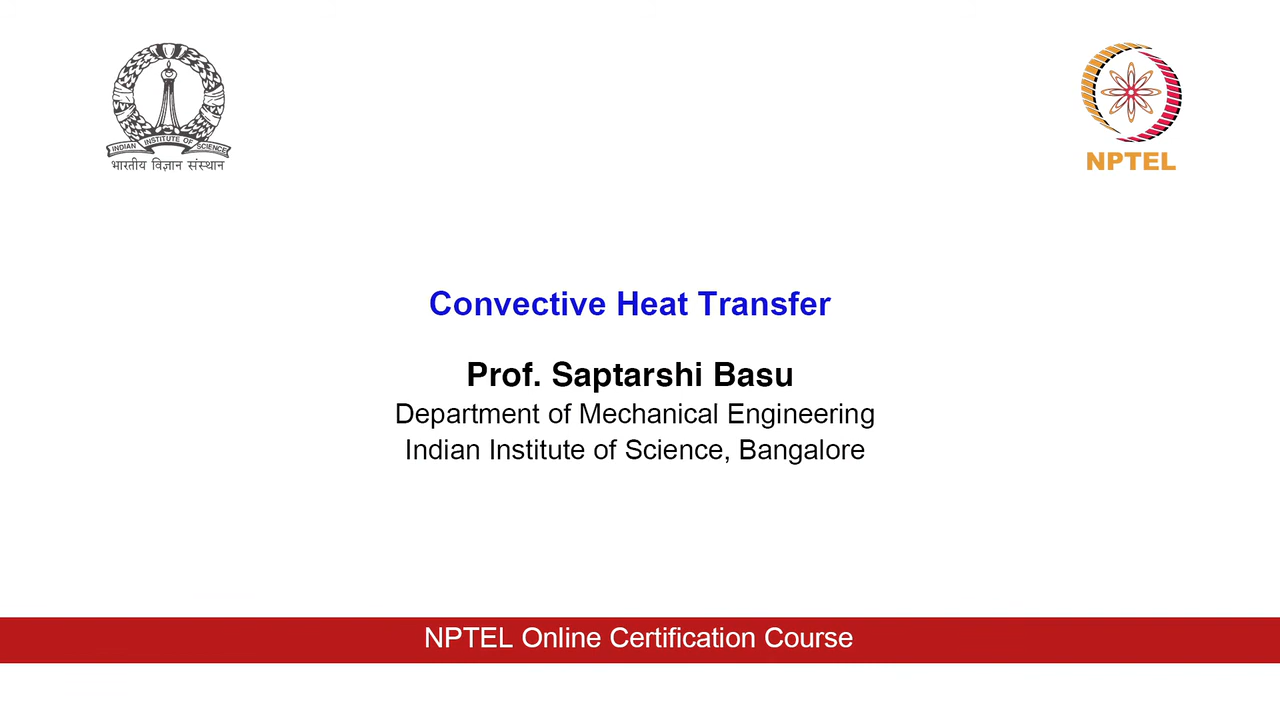 INDIAN INSTITUTE OF SCIENCE
भारतीय विज्ञान संस्थान
NPTEL
Convective Heat Transfer
Prof. Saptarshi Basu
Department of Mechanical Engineering
Indian Institute of Science, Bangalore
NPTEL Online Certification Course